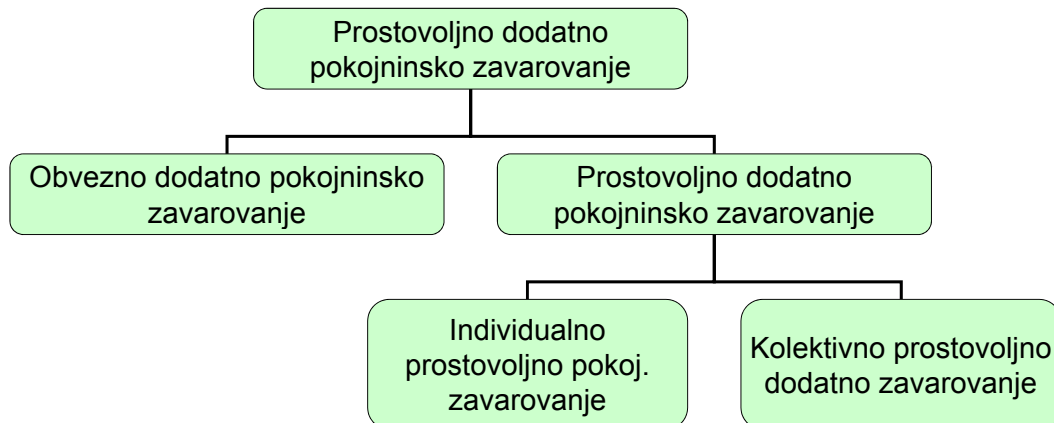 Prostovoljno dodatno
pokojninsko zavarovanje
Obvezno dodatno pokojninsko
zavarovanje
Prostovoljno dodatno
pokojninsko zavarovanje
Individualno
prostovoljno pokoj.
zavarovanje
Kolektivno prostovoljno
dodatno zavarovanje